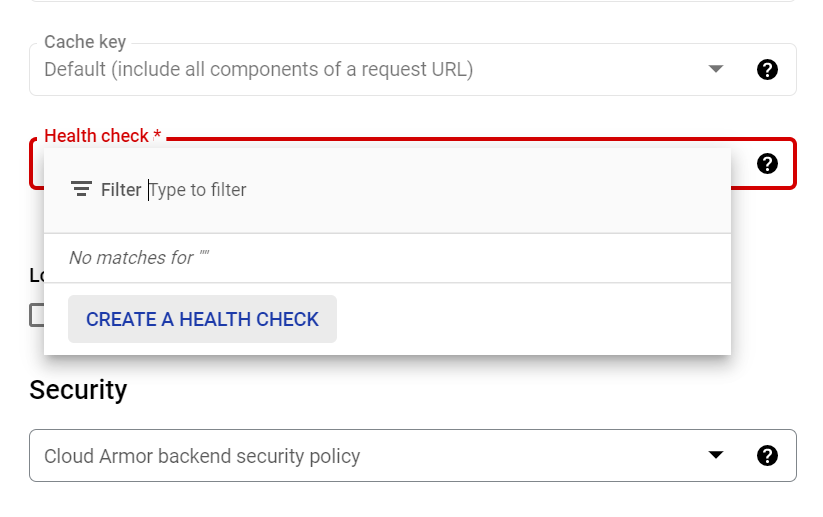 Cache key
Default (include all components of a request URL)
Health check *
Filter Type to filter
No matches for ""
Lo
CREATE A HEALTH CHECK
Security
Cloud Armor backend security policy